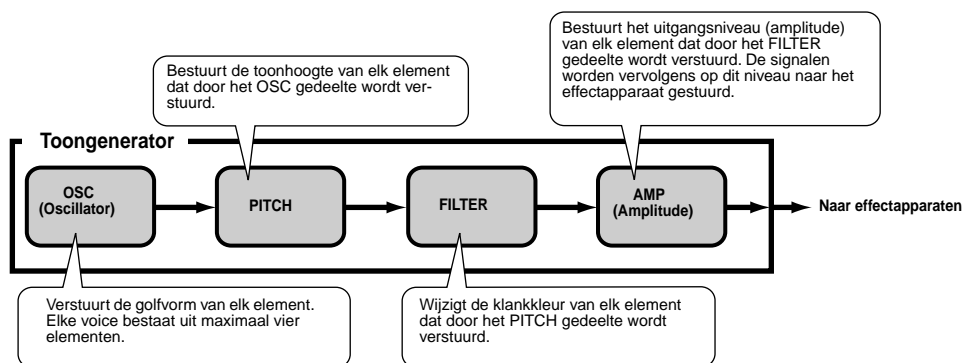 Bestuurt het uitgangsniveau (amplitude)
van elk element dat door het FILTER
gedeelte wordt verstuurd. De signalen
worden vervolgens op dit niveau naar het
effectapparaat gestuurd.
Bestuurt de toonhoogte van elk element
dat door het OSC gedeelte wordt ver-
stuurd.
Toongenerator
OSC
(Oscillator)
PITCH
FILTER
AMP
(Amplitude)
Naar effectapparaten
Verstuurt de golfvorm van elk element.
Elke voice bestaat uit maximaal vier
elementen.
Wijzigt de klankkleur van elk element
dat door het PITCH gedeelte wordt
verstuurd.